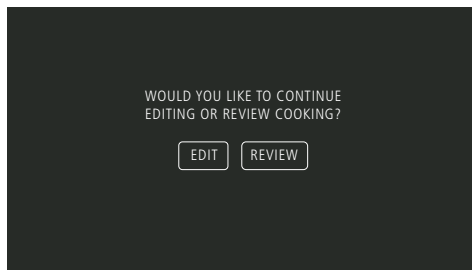 WOULD YOU LIKE TO CONTINUE
EDITING OR REVIEW COOKING?
EDIT REVIEW